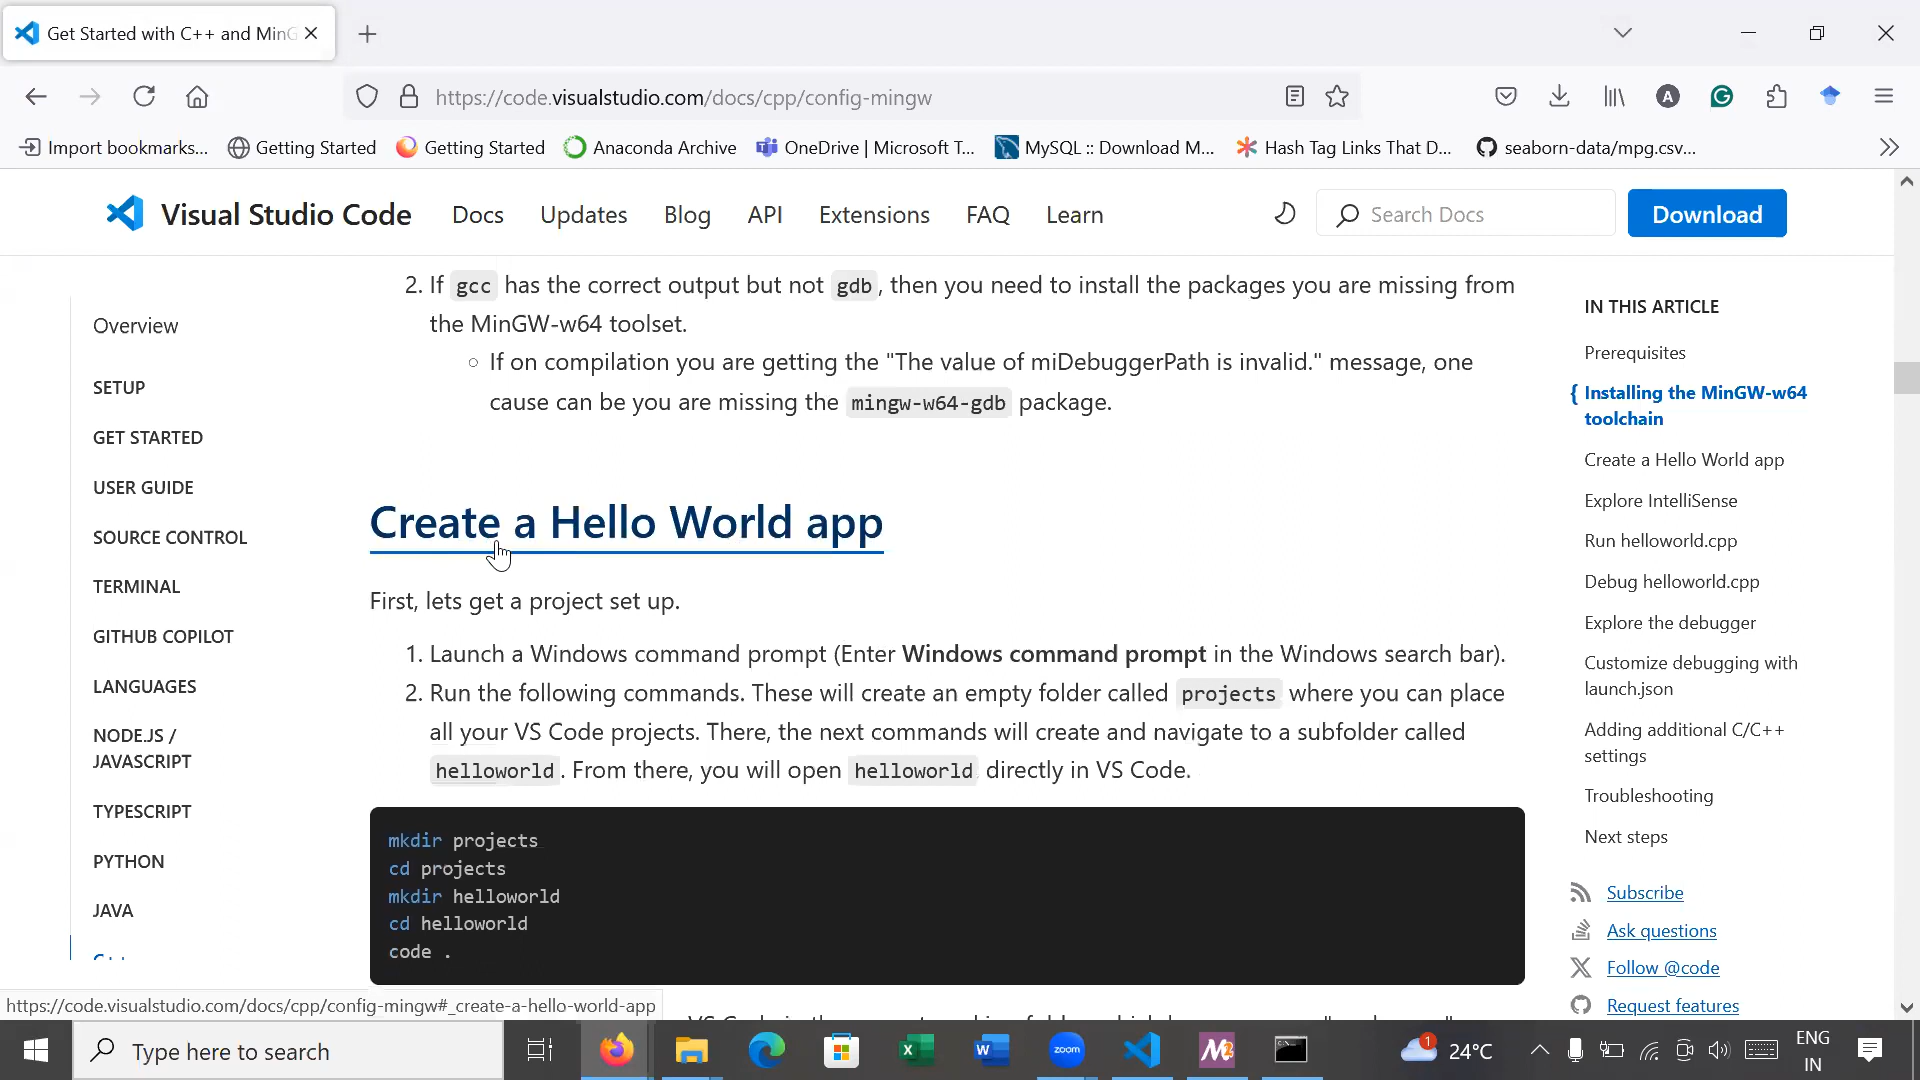 Get Started with C++ and MinG
https://code.visualstudio.com/docs/cpp/config-mingw
Import bookmarks...
Getting Started
Getting Started
Anaconda Archive
OneDrive | Microsoft T...
MySQL :: Download M...
Hash Tag Links That D...
seaborn-data/mpg.csv...
Visual Studio Code
Docs
Updates
Blog
API
Extensions
FAQ
Learn
Search Docs
Download
Overview
SETUP
GET STARTED
USER GUIDE
SOURCE CONTROL
TERMINAL
GITHUB COPILOT
LANGUAGES
NODE.JS /
JAVASCRIPT
TYPESCRIPT
PYTHON
JAVA
C++
2. If gcc has the correct output but not gdb, then you need to install the packages you are missing from
the MinGW-w64 toolset.
○ If on compilation you are getting the "The value of miDebuggerPath is invalid." message, one
cause can be you are missing the mingw-w64-gdb package.
Create a Hello World app
First, lets get a project set up.
1. Launch a Windows command prompt (Enter Windows command prompt in the Windows search bar).
2. Run the following commands. These will create an empty folder called projects where you can place
all your VS Code projects. There, the next commands will create and navigate to a subfolder called
helloworld. From there, you will open helloworld directly in VS Code.
mkdir projects
cd projects
mkdir helloworld
cd helloworld
code .
IN THIS ARTICLE
Prerequisites
{ Installing the MinGW-w64
toolchain
Create a Hello World app
Explore IntelliSense
Run helloworld.cpp
Debug helloworld.cpp
Explore the debugger
Customize debugging with
launch.json
Adding additional C/C++
settings
Troubleshooting
Next steps
Subscribe
Ask questions
Follow @code
Request features
https://code.visualstudio.com/docs/cpp/config-mingw#_create-a-hello-world-app
Type here to search
zoom
1
24°C
ENG
IN